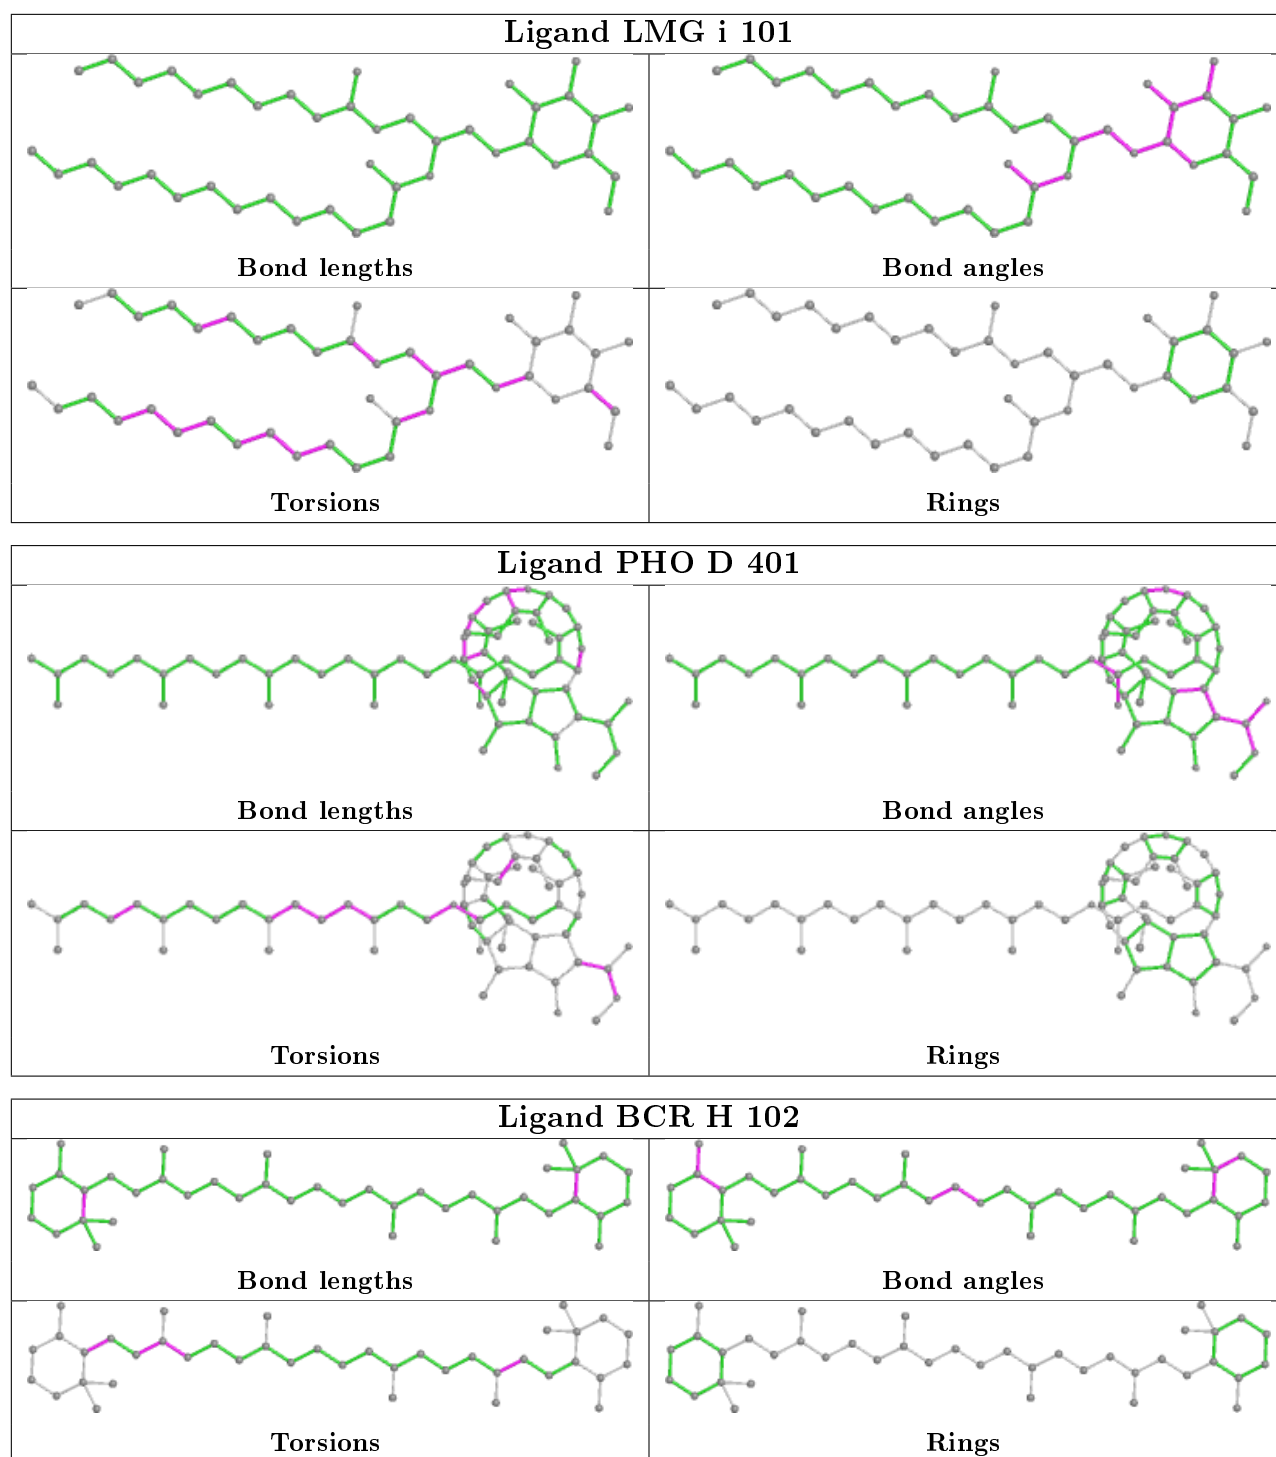 Ligand LMG i 101
Bond lengths
Bond angles
Torsions
Rings
Ligand PHO D 401
Bond lengths
Bond angles
Torsions
Rings
Ligand BCR H 102
Bond lengths
Bond angles
Torsions
Rings